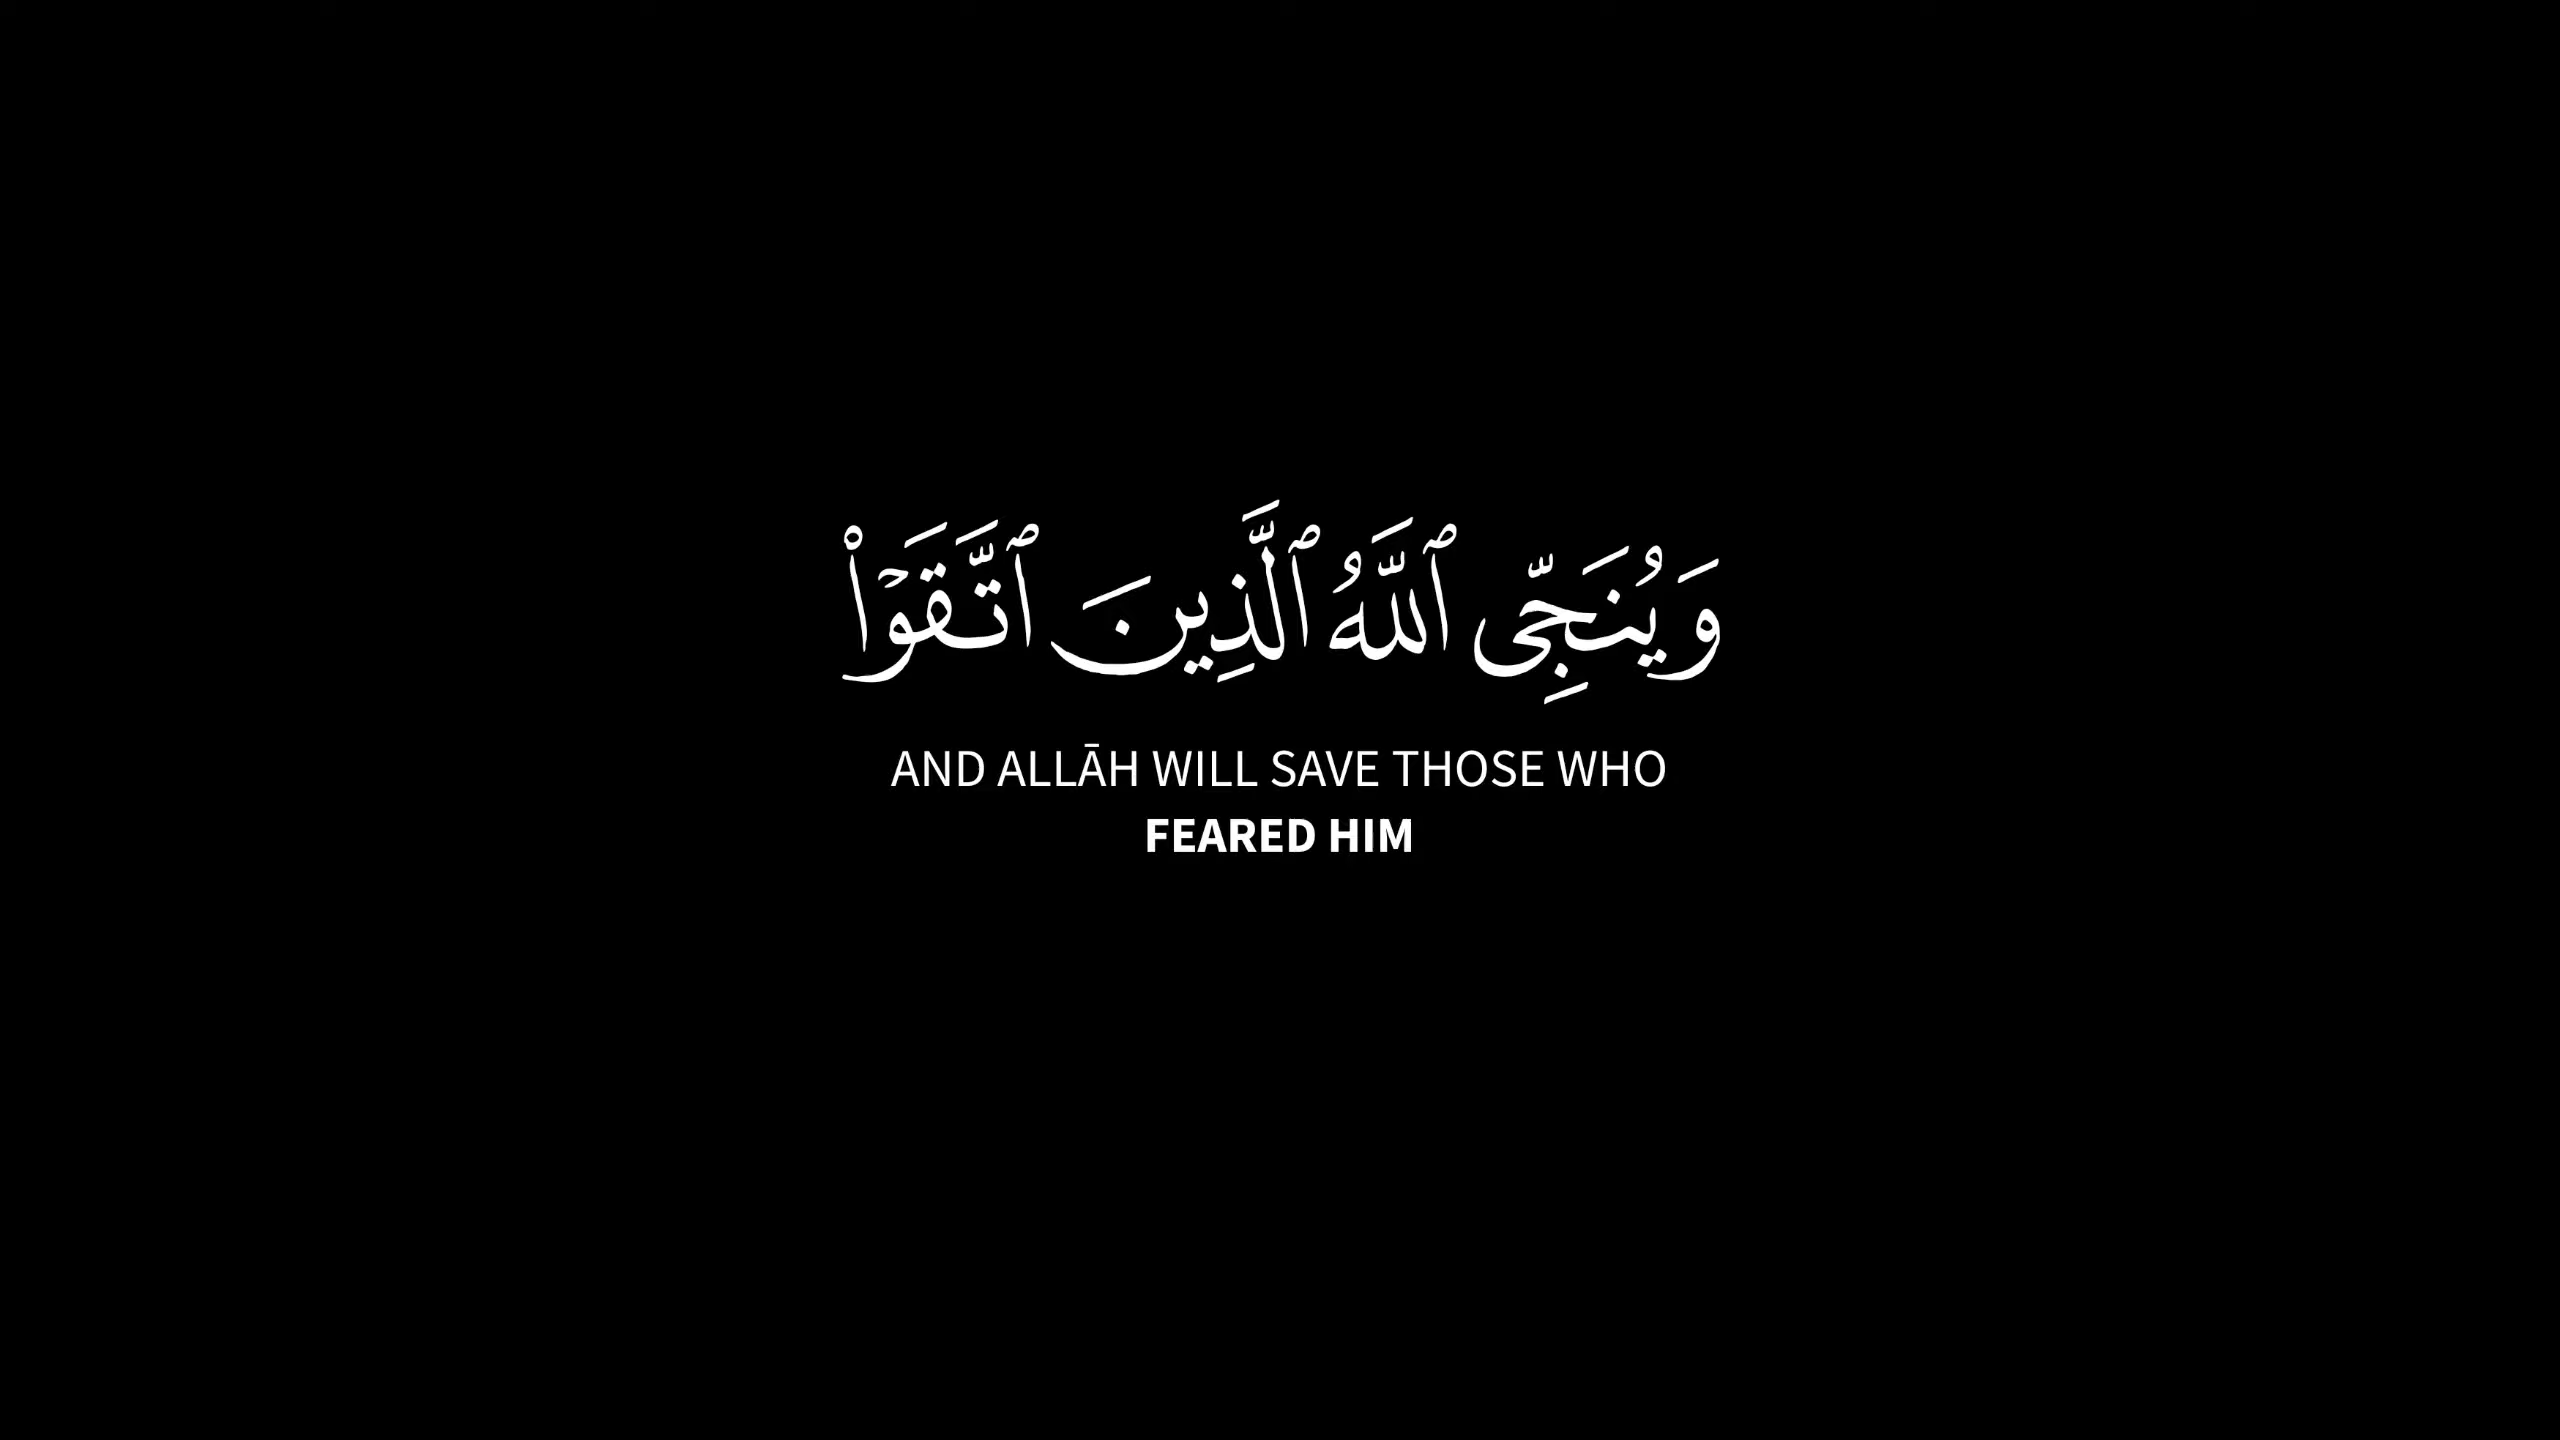 وَيُنَجِّى ٱللَّهُ ٱلَّذِينَ ٱتَّقَوۡا۟
AND ALLĀH WILL SAVE THOSE WHO
FEARED HIM